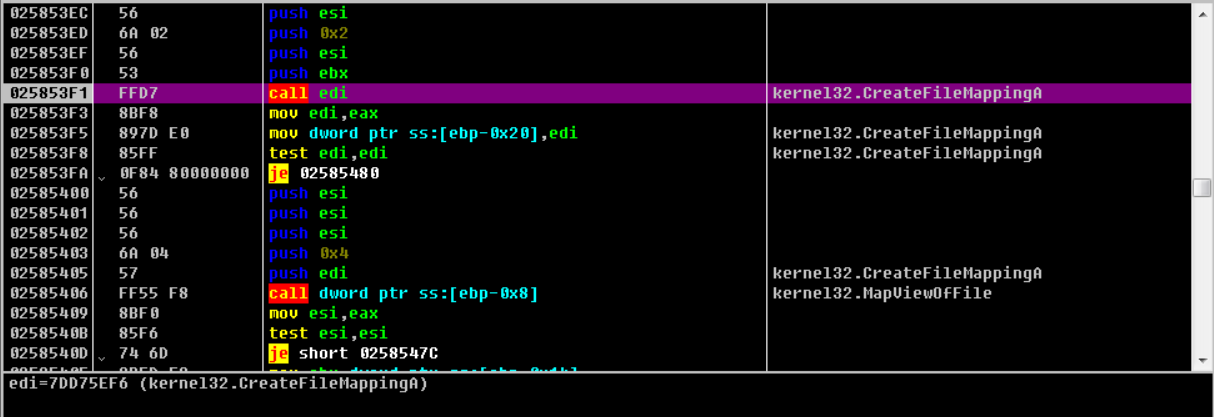 025853EC 56 push esi
025853ED 6A 02 push 0x2
025853EF 56 push esi
025853F0 53 push ebx
025853F1 FFD7 call edi kernel32.CreateFileMappingA
025853F3 8BF8 mov edi,eax
025853F5 897D E0 mov dword ptr ss:[ebp-0x20],edi kernel32.CreateFileMappingA
025853F8 85FF test edi,edi kernel32.CreateFileMappingA
025853FA 0F84 80000000 je 02585480
02585400 56 push esi
02585401 56 push esi
02585402 56 push esi
02585403 6A 04 push 0x4
02585405 57 push edi kernel32.CreateFileMappingA
02585406 FF55 F8 call dword ptr ss:[ebp-0x8] kernel32.MapViewOfFile
02585409 8BF0 mov esi,eax
0258540B 85F6 test esi,esi
0258540D 74 6D je short 0258547C
edi=7DD75EF6 (kernel32.CreateFileMappingA)